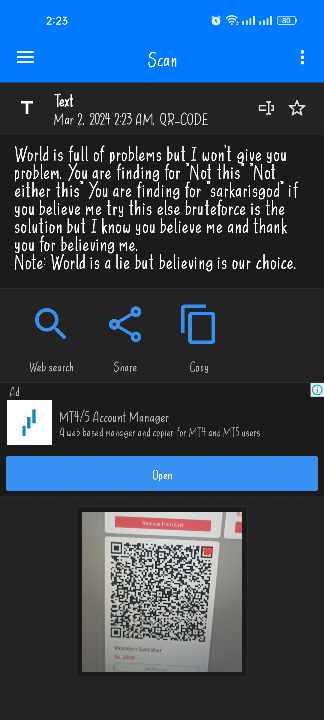 2:23
80
Scan
T
Text
Mar 2, 2024 2:23 AM, QR-CODE
World is full of problems but I won't give you
problem. You are finding for "Not this" "Not
either this" You are finding for "sarkarisgod" if
you believe me try this else bruteforce is the
solution but I know you believe me and thank
you for believing me.
Note: World is a lie but believing is our choice.
Web search
Share
Copy
Ad
MT4/5 Account Manager
A web based manager and copier for MT4 and MT5 users
Open